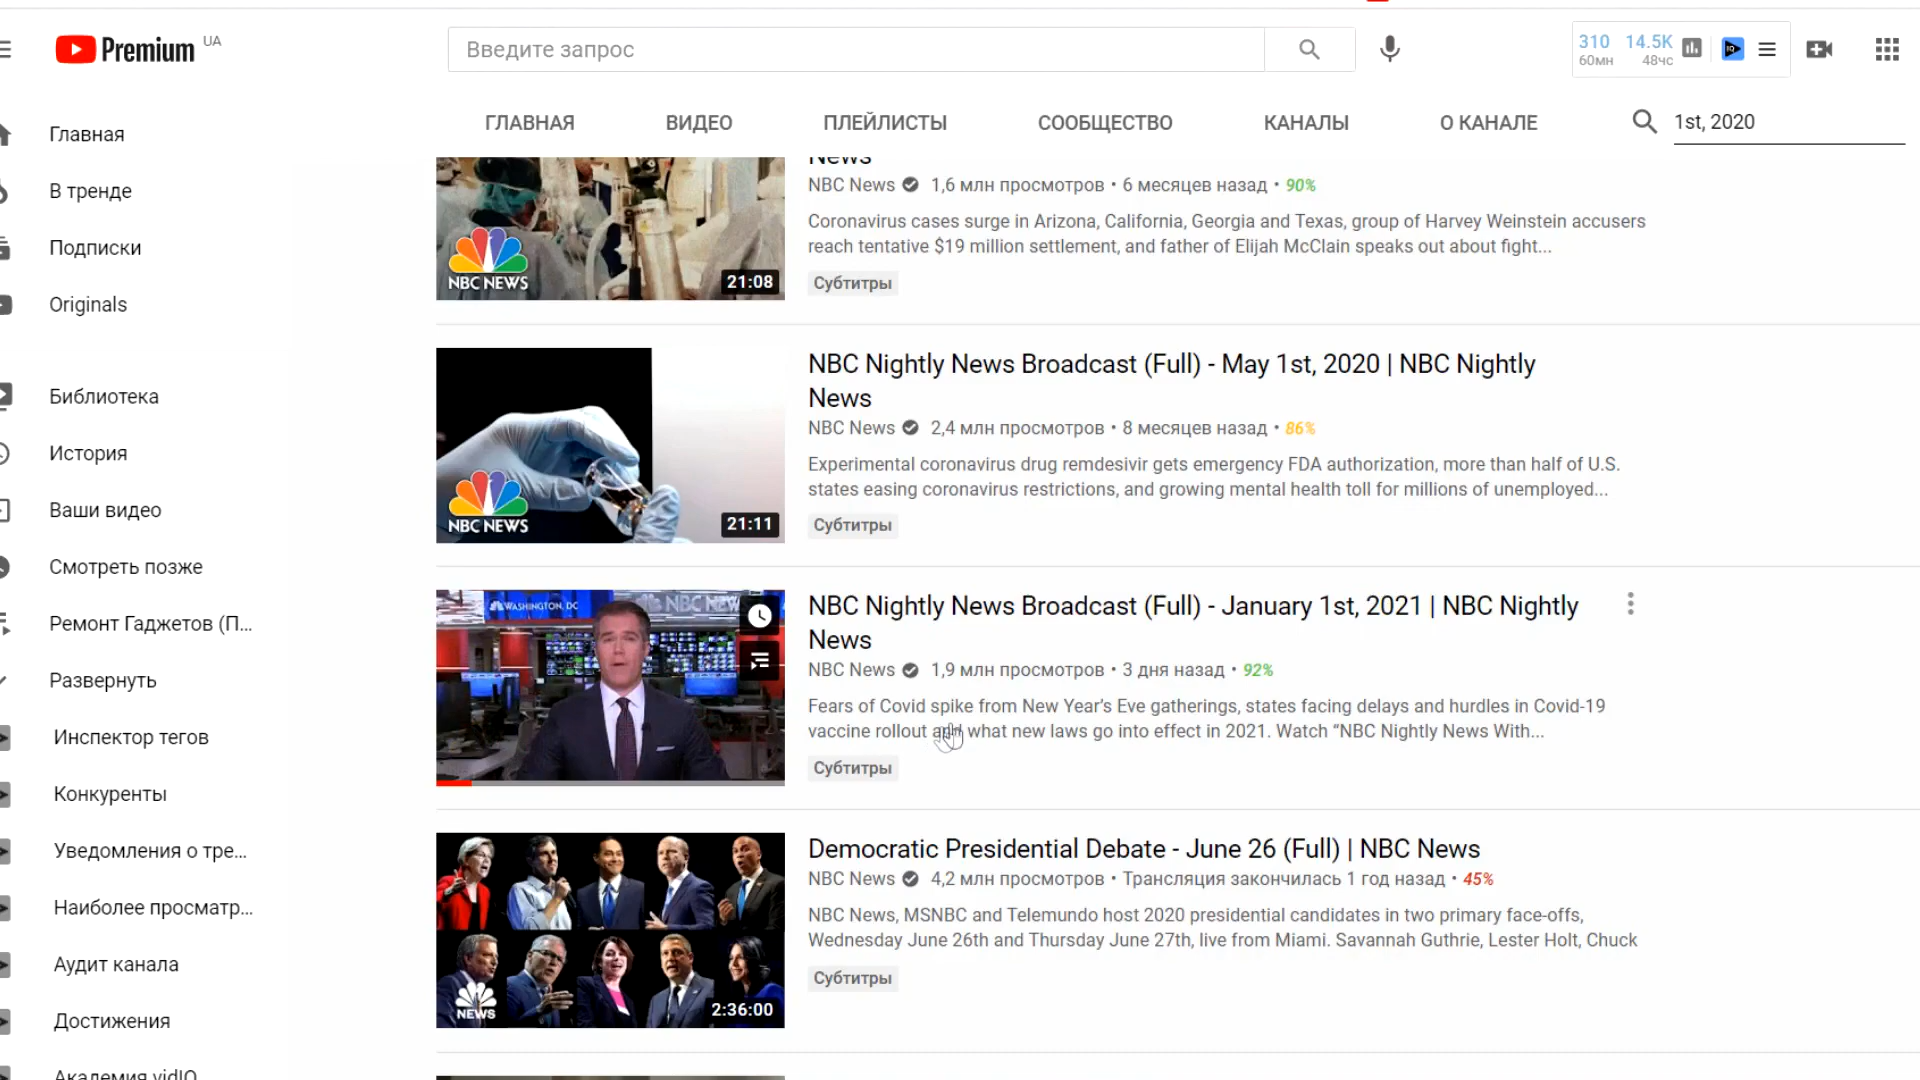 Premium UA
Введите запрос
310 14.5K
60мн 48чс
ГЛАВНАЯ ВИДЕО ПЛЕЙЛИСТЫ СООБЩЕСТВО КАНАЛЫ О КАНАЛЕ 1st, 2020
Главная
В тренде
Подписки
Originals
Библиотека
История
Ваши видео
Смотреть позже
Ремонт Гаджетов (П...
Развернуть
Инспектор тегов
Конкуренты
Уведомления о тре...
Наиболее просматр...
Аудит канала
Достижения
Академия vidIQ
News
NBC News 1,6 млн просмотров • 6 месяцев назад • 90%
Coronavirus cases surge in Arizona, California, Georgia and Texas, group of Harvey Weinstein accusers
reach tentative $19 million settlement, and father of Elijah McClain speaks out about fight...
Субтитры
NBC NEWS
21:08
NBC Nightly News Broadcast (Full) - May 1st, 2020 | NBC Nightly
News
NBC News 2,4 млн просмотров • 8 месяцев назад • 86%
Experimental coronavirus drug remdesivir gets emergency FDA authorization, more than half of U.S.
states easing coronavirus restrictions, and growing mental health toll for millions of unemployed...
Субтитры
NBC NEWS
21:11
NBC Nightly News Broadcast (Full) - January 1st, 2021 | NBC Nightly
News
NBC News 1,9 млн просмотров • 3 дня назад • 92%
Fears of Covid spike from New Year’s Eve gatherings, states facing delays and hurdles in Covid-19
vaccine rollout and what new laws go into effect in 2021. Watch “NBC Nightly News With...
Субтитры
WASHINGTON, DC
NBC NEW
Democratic Presidential Debate - June 26 (Full) | NBC News
NBC News 4,2 млн просмотров • Трансляция закончилась 1 год назад • 45%
NBC News, MSNBC and Telemundo host 2020 presidential candidates in two primary face-offs,
Wednesday June 26th and Thursday June 27th, live from Miami. Savannah Guthrie, Lester Holt, Chuck
Субтитры
NEWS
2:36:00